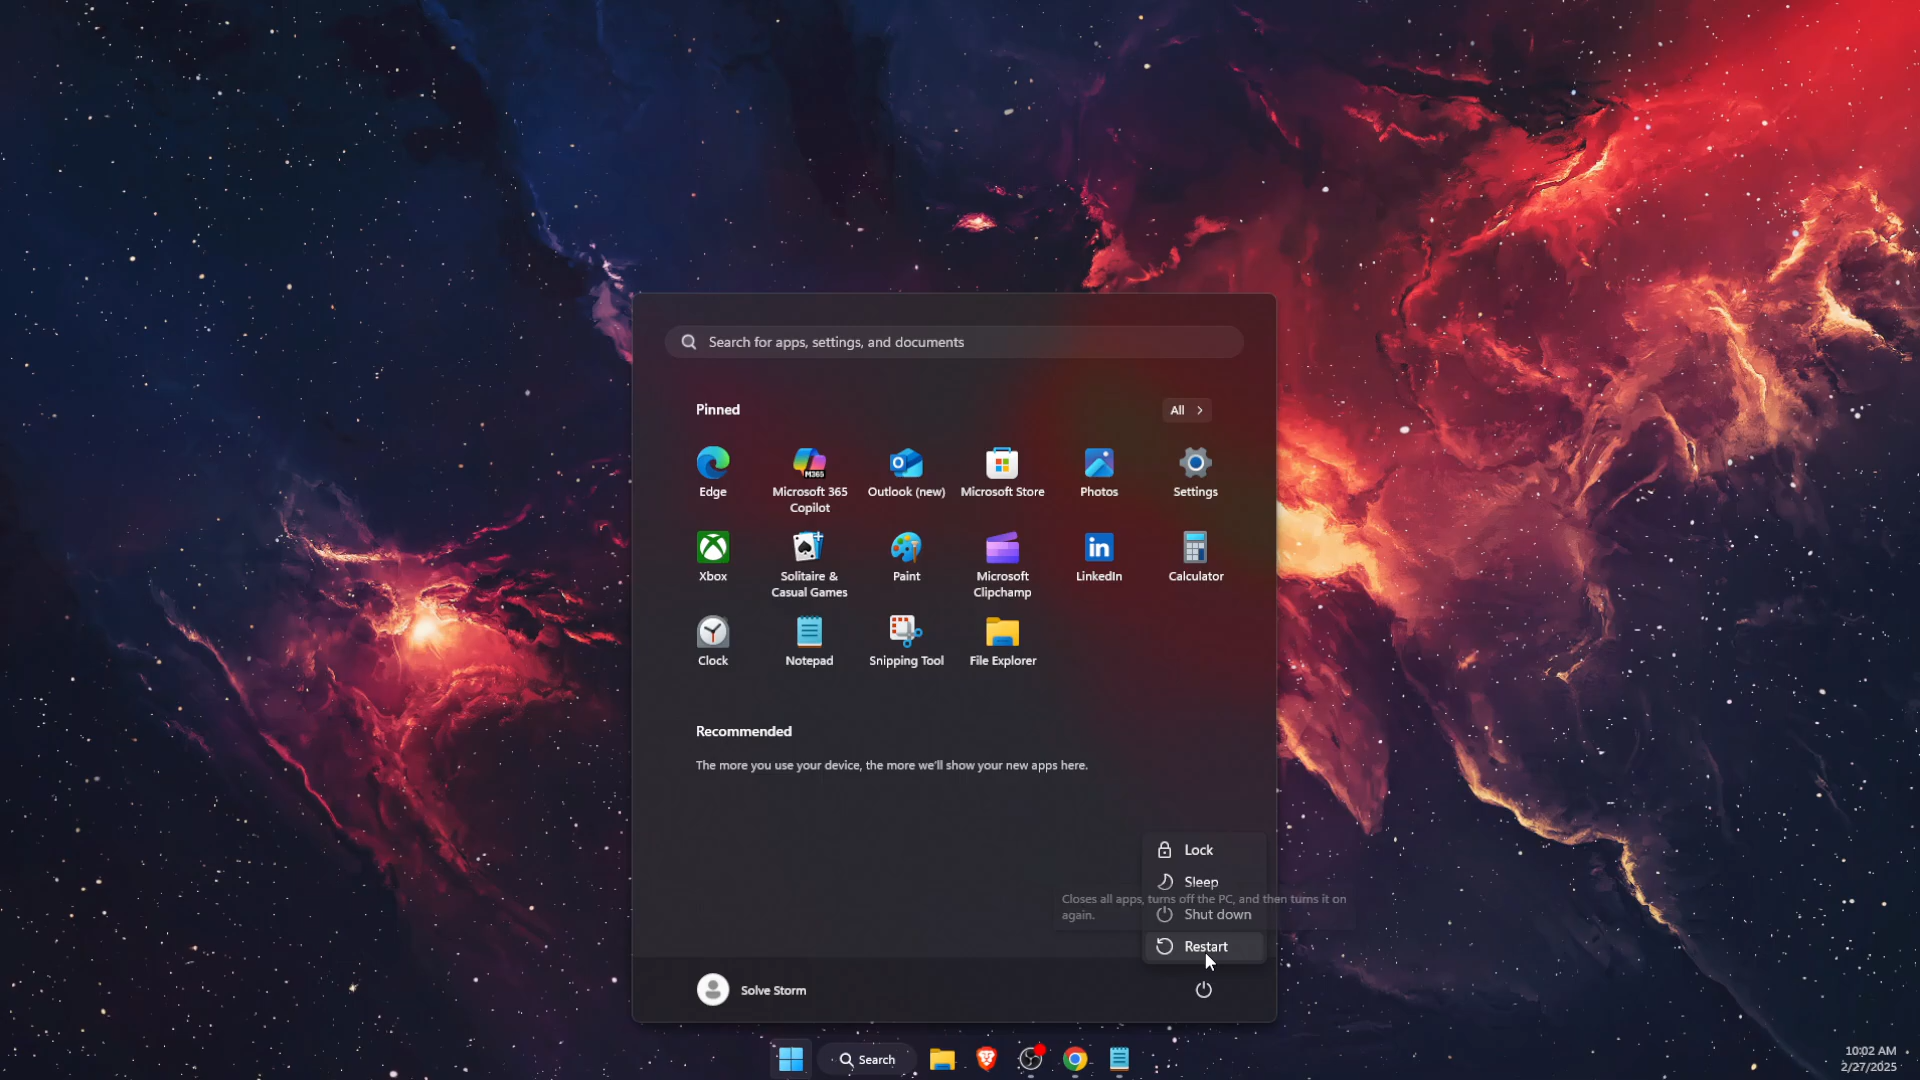 Search for apps, settings, and documents
Pinned
All
Edge
Microsoft 365
Copilot
M365
Outlook (new)
Microsoft Store
Photos
Settings
Xbox
Solitaire &
Casual Games
Paint
Microsoft
Clipchamp
in
LinkedIn
Calculator
Clock
Notepad
Snipping Tool
File Explorer
Recommended
The more you use your device, the more we'll show your new apps here.
Lock
Sleep
Closes all apps, turns off the PC, and then turns it on
again.
Shut down
Restart
Solve Storm
Search
10:02 AM
2/27/2025